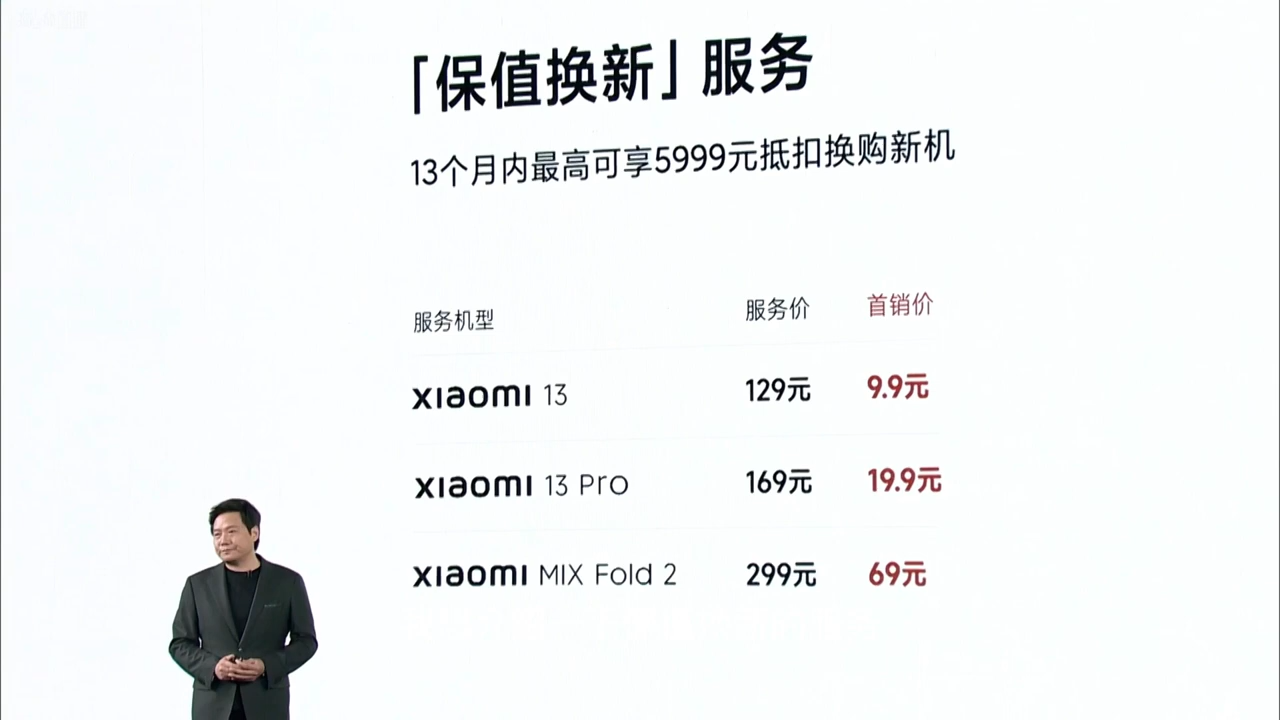 「保值换新」服务
13个月内最高可享5999元抵扣换购新机
服务机型 服务价 首销价
xiaomi 13 129元 9.9元
xiaomi 13 Pro 169元 19.9元
xiaomi MIX Fold 2 299元 69元